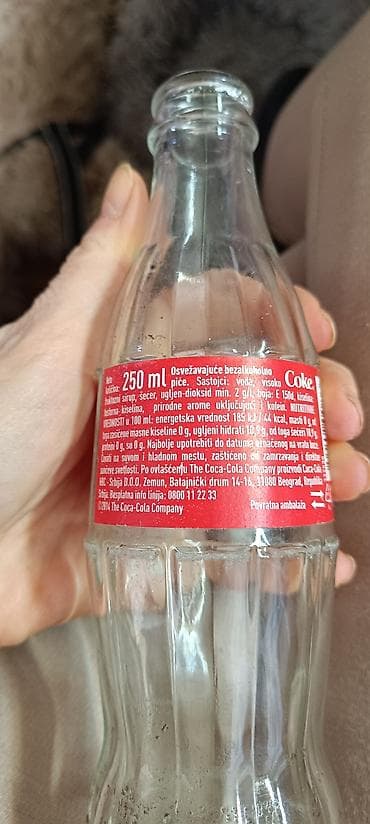 Neto količina: 250 ml Osvežavajuće bezalkoholno
piće. Sastojci: voda, visoko Coke
fruktozni sirup, šećer, ugljen-dioksid min. 2 g/l, boja: E 150d, kiselina:
fosforna kiselina, prirodne arome uključujući i kofein. NUTRITIVNE
VREDNOSTI u 100 ml: energetska vrednost 185 kJ / 44 kcal, masti 0 g, od
toga zasićene masne kiseline 0 g, ugljeni hidrati 10,9 g, od toga šećeri 10,9 g,
proteini 0 g, so 0 g. Najbolje upotrebiti do datuma označenog na vratu boce.
Čuvati na suvom i hladnom mestu, zaštićeno od zamrzavanja i direktne
sunčeve svetlosti. Po ovlašćenju The Coca-Cola Company proizvodi Coca-Cola
HBC - Srbija D.O.O. Zemun, Batajnički drum 14-16, 11080 Beograd, Republika
Srbija. Besplatna info linija: 0800 11 22 33
©2014 The Coca-Cola Company Povratna ambalaža